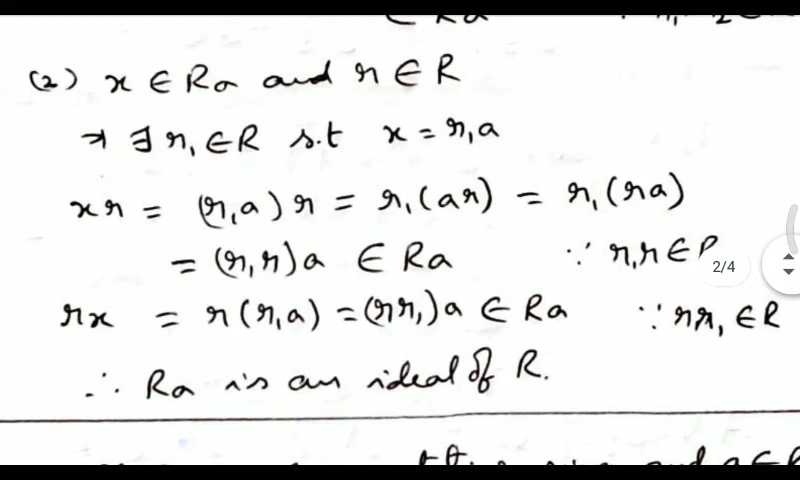 ∈ Ra
(2) x ∈ Ra and r ∈ R
⇒ ∃ r₁ ∈ R s.t x = r₁a
xr = (r₁a) r = r₁(ar) = r₁(ra)
= (r₁r)a ∈ Ra ∵ r₁r ∈ R
2/4
rx = r(r₁a) = (rr₁)a ∈ Ra ∵ rr₁ ∈ R
∴ Ra is an ideal of R.